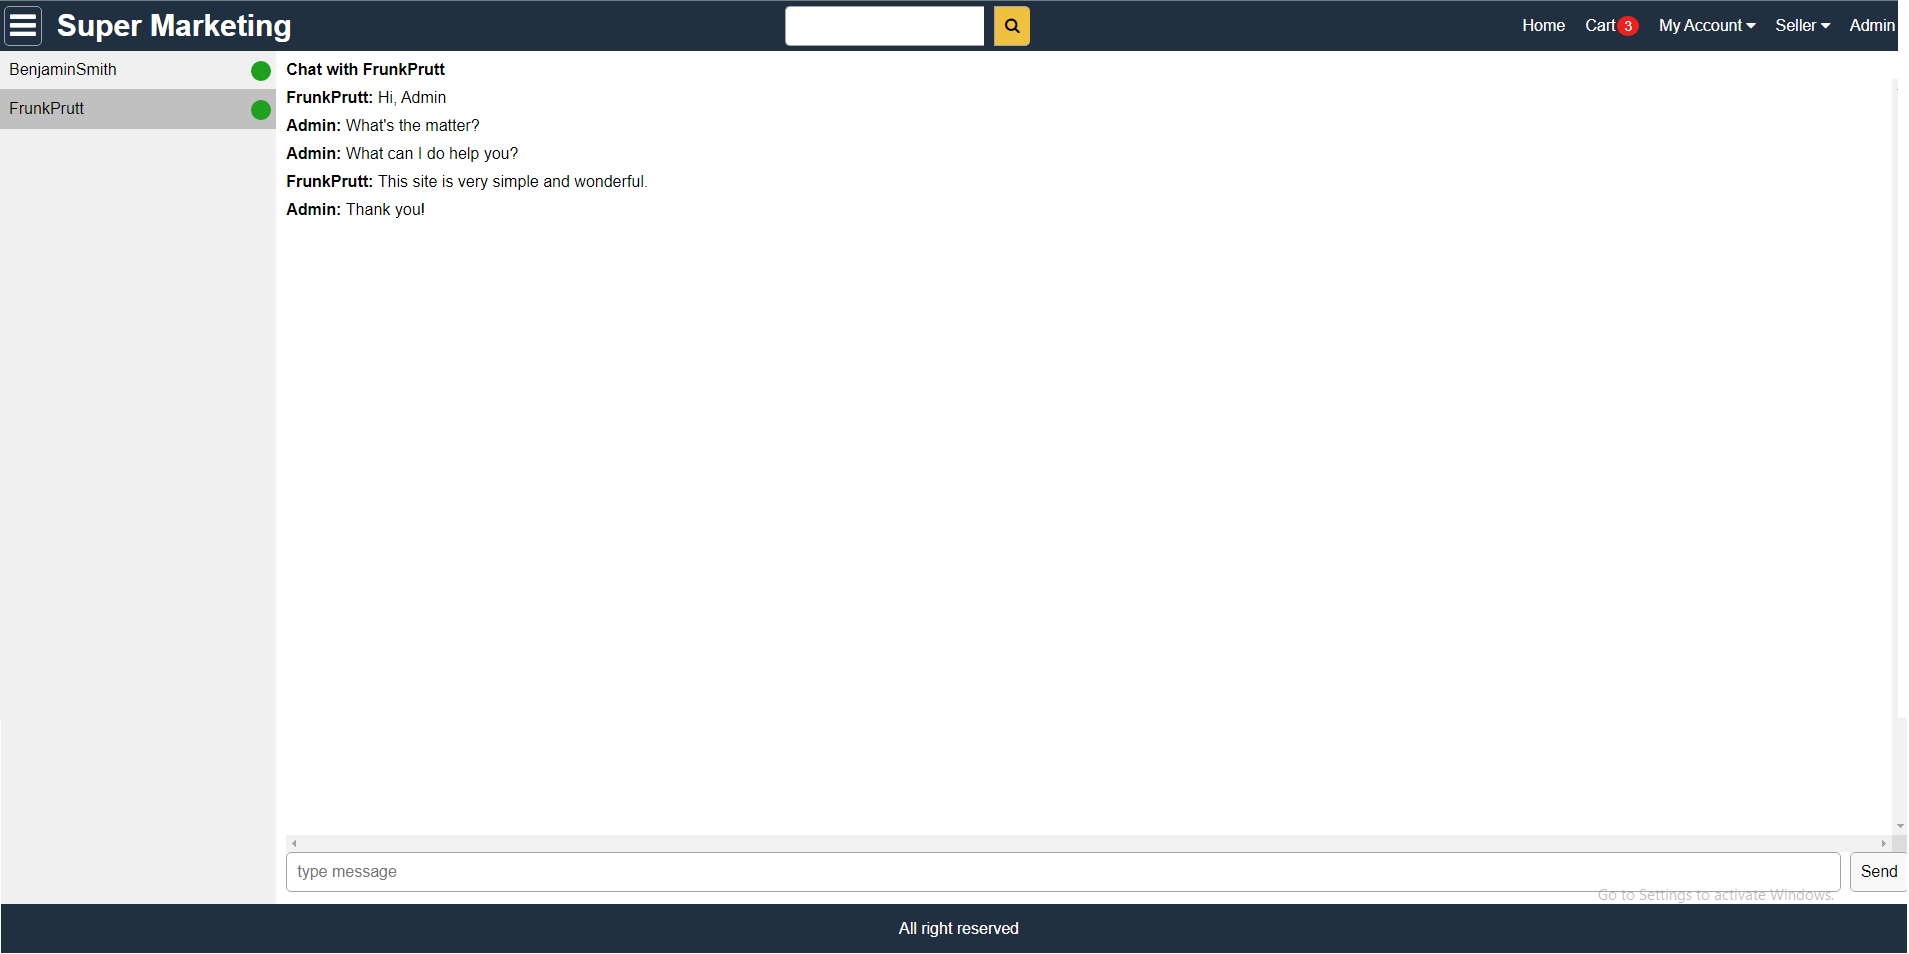 Super Marketing
Home Cart 3 My Account Seller Admin
BenjaminSmith
FrunkPrutt
Chat with FrunkPrutt
FrunkPrutt: Hi, Admin
Admin: What's the matter?
Admin: What can I do help you?
FrunkPrutt: This site is very simple and wonderful.
Admin: Thank you!
type message
Send
Go to Settings to activate Windows.
All right reserved